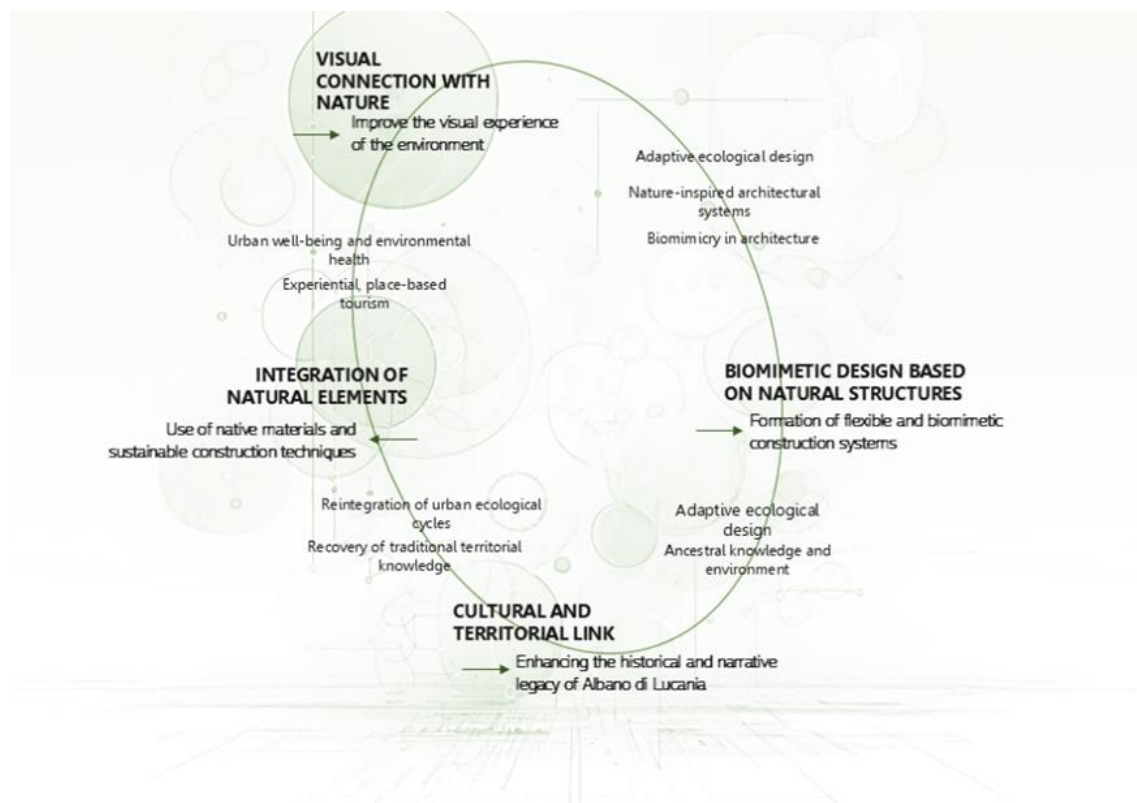 VISUAL
CONNECTION WITH
NATURE
Improve the visual experience
of the environment
Adaptive ecological design
Nature-inspired architectural
systems
Biomimicry in architecture
Urban well-being and environmental
health
Experiential, place-based
tourism
INTEGRATION OF
NATURAL ELEMENTS
Use of native materials and
sustainable construction techniques
BIOMIMETIC DESIGN BASED
ON NATURAL STRUCTURES
Formation of flexible and biomimetic
construction systems
Reintegration of urban ecological
cycles
Recovery of traditional territorial
knowledge
Adaptive ecological
design
Ancestral knowledge and
environment
CULTURAL AND
TERRITORIAL LINK
Enhancing the historical and narrative
legacy of Albano di Lucania